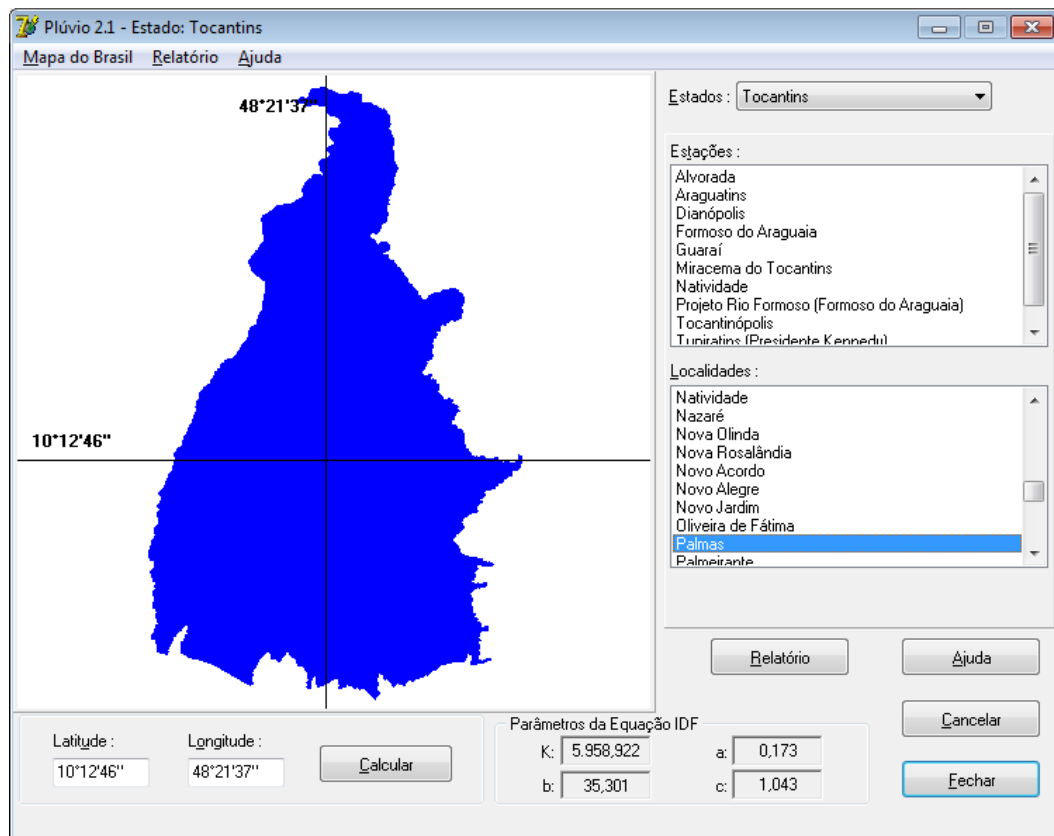 Plúvio 2.1 - Estado: Tocantins
Mapa do Brasil Relatório Ajuda
48°21'37"
10°12'46"
Estados : Tocantins
Estações :
Alvorada
Araguatins
Dianópolis
Formoso do Araguaia
Guaraí
Miracema do Tocantins
Natividade
Projeto Rio Formoso (Formoso do Araguaia)
Tocantinópolis
Tupiratins (Presidente Kennedu)
Localidades :
Natividade
Nazaré
Nova Olinda
Nova Rosalândia
Novo Acordo
Novo Alegre
Novo Jardim
Oliveira de Fátima
Palmas
Palmeirante
Relatório Ajuda
Cancelar
Fechar
Latitude : Longitude :
10°12'46" 48°21'37" Calcular
Parâmetros da Equação IDF
K: 5.958,922 a: 0,173
b: 35,301 c: 1,043